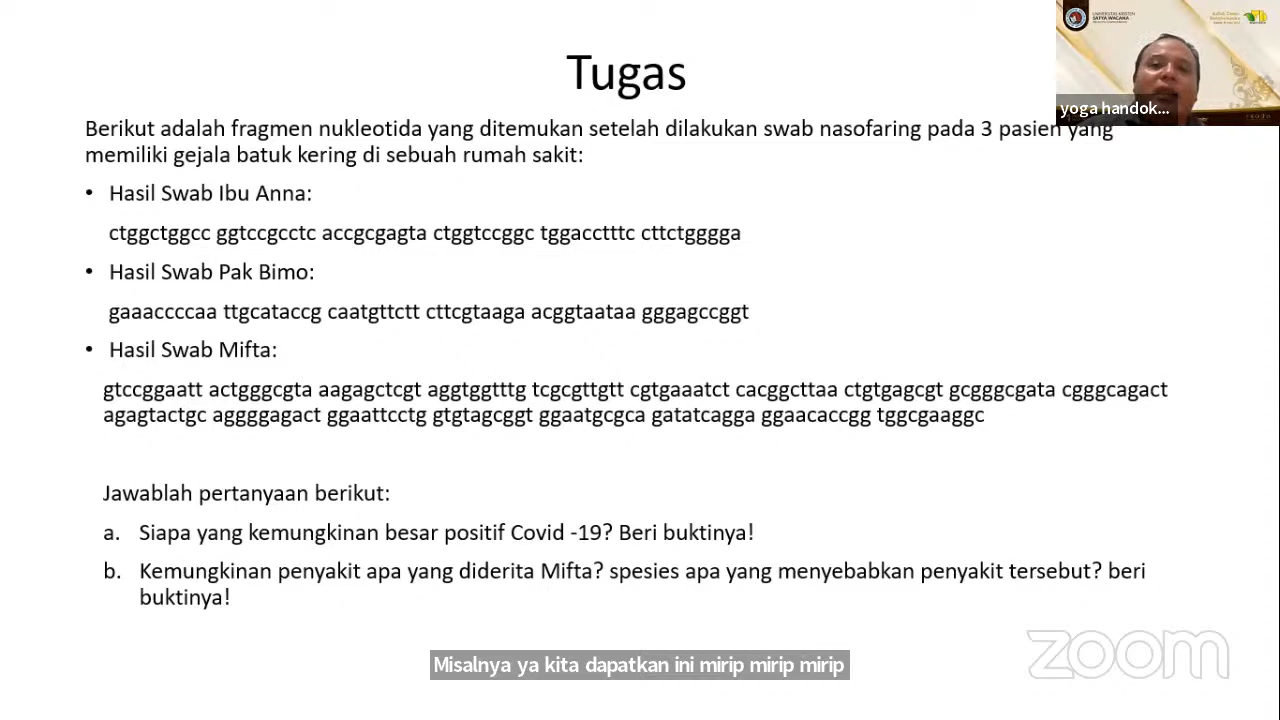 Tugas
UNIVERSITAS KRISTEN
SATYA WACANA
yoga handok...
Berikut adalah fragmen nukleotida yang ditemukan setelah dilakukan swab nasofaring pada 3 pasien yang
memiliki gejala batuk kering di sebuah rumah sakit:
• Hasil Swab Ibu Anna:
ctggctggcc ggtccgcctc accgcgagta ctggtccggc tggacctttc cttctgggga
• Hasil Swab Pak Bimo:
gaaaccccaa ttgcataccg caatgttctt cttcgtaaga acggtaataa gggagccggt
• Hasil Swab Mifta:
gtccggaatt actgggcgta aagagctcgt aggtggtttg tcgcgttgtt cgtgaaatct cacggcttaa ctgtgagcgt gcgggcgata cgggcagact
agagtactgc aggggagact ggaattcctg gtgtagcggt ggaatgcgca gatatcagga ggaacaccgg tggcgaaggc
Jawablah pertanyaan berikut:
a. Siapa yang kemungkinan besar positif Covid -19? Beri buktinya!
b. Kemungkinan penyakit apa yang diderita Mifta? spesies apa yang menyebabkan penyakit tersebut? beri
buktinya!
Misalnya ya kita dapatkan ini mirip mirip mirip
zoom